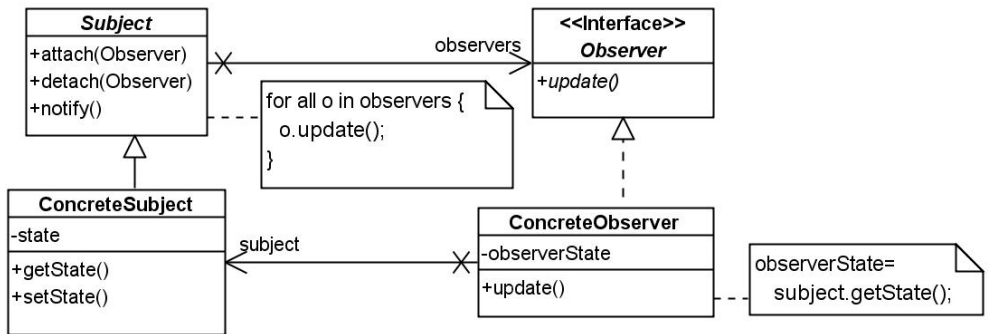 Subject
+attach(Observer)
+detach(Observer)
+notify()
observers
<<Interface>>
Observer
+update()
for all o in observers {
o.update();
}
ConcreteSubject
-state
+getState()
+setState()
subject
ConcreteObserver
-observerState
+update()
observerState=
subject.getState();